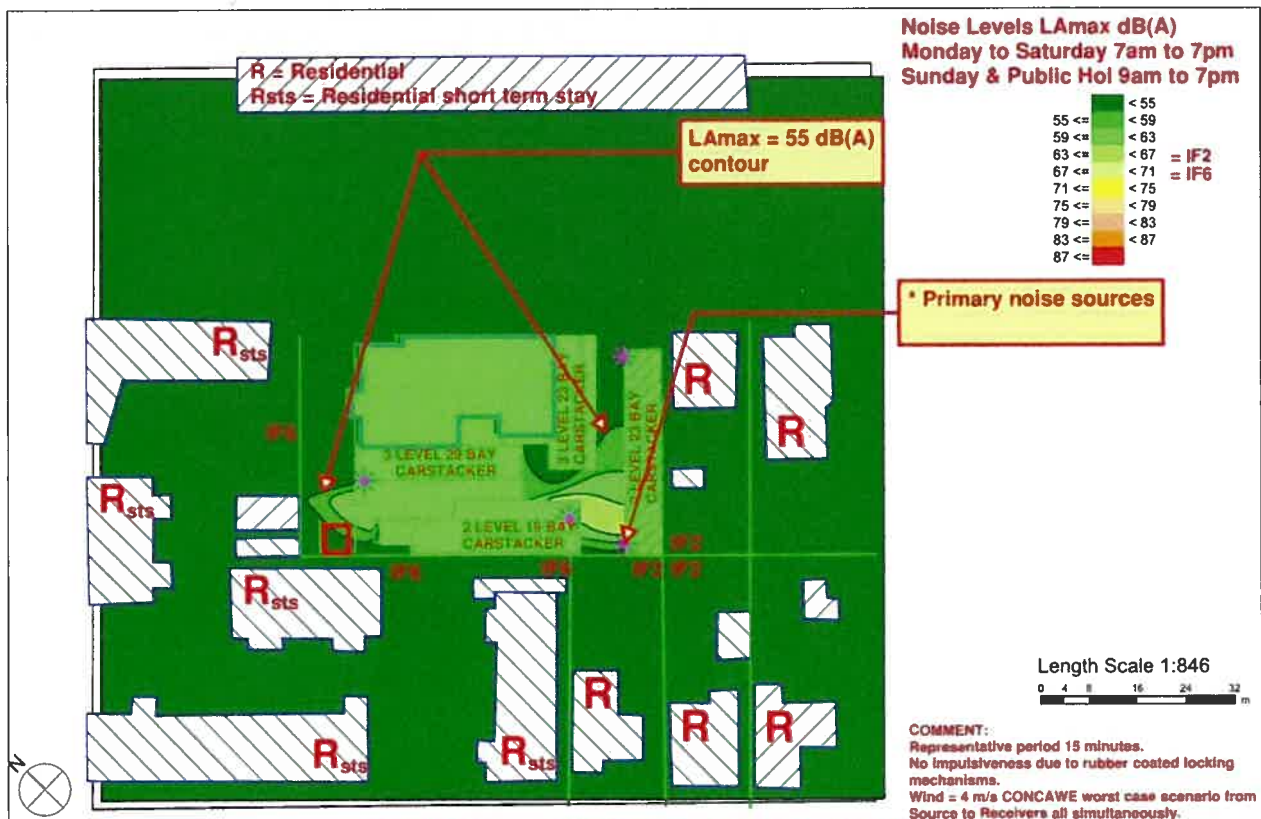 Noise Levels LAmax dB(A)
Monday to Saturday 7am to 7pm
Sunday & Public Hol 9am to 7pm
R = Residential
Rsts = Residential short term stay
< 55
55 <= < 59
59 <= < 63
63 <= < 67 = IF2
67 <= < 71 = IF6
71 <= < 75
75 <= < 79
79 <= < 83
83 <= < 87
87 <=
LAmax = 55 dB(A)
contour
* Primary noise sources
Rsts
R
R
3 LEVEL 23 BAY
CARSTACKER
LEVEL 23 BAY
CARSTACKER
3 LEVEL 29 BAY
CARSTACKER
Rsts
2 LEVEL 19 BAY
CARSTACKER
IF2
IF6
IF6
IF2
IF2
Rsts
Rsts
Rsts
R
R
R
Length Scale 1:846
0 4 8 16 24 32
m
COMMENT:
Representative period 15 minutes.
No impulsiveness due to rubber coated locking
mechanisms.
Wind = 4 m/s CONCAWE worst case scenario from
Source to Receivers all simultaneously.
N